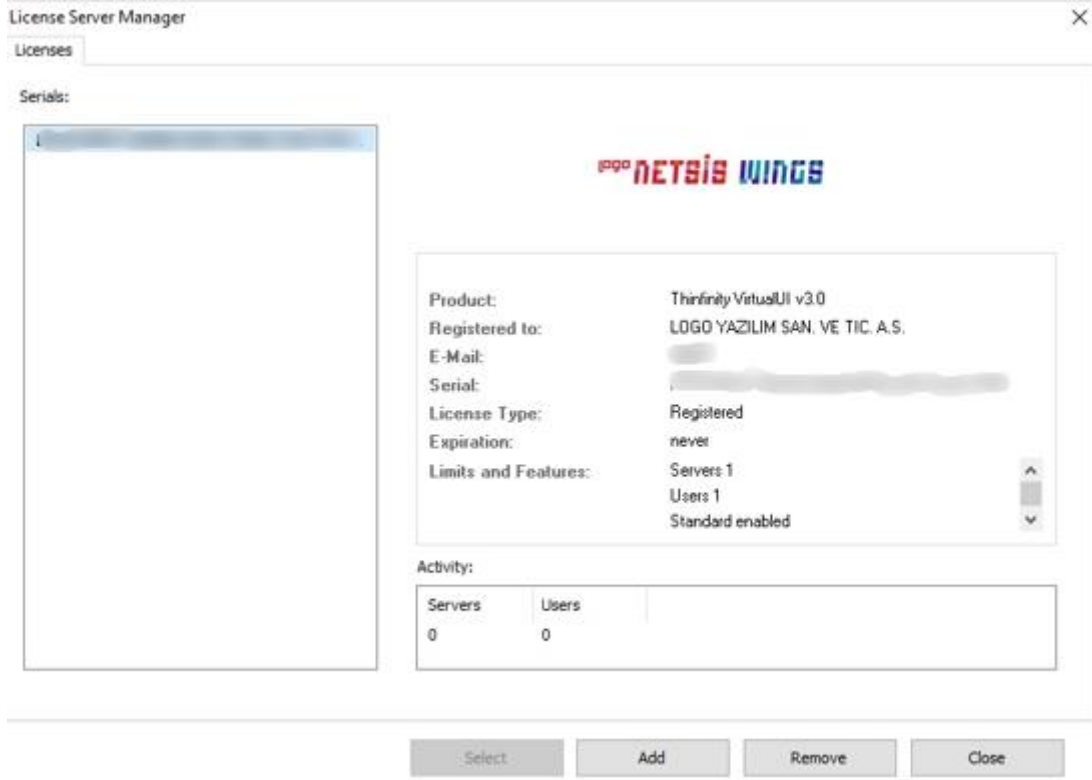 License Server Manager
Licenses
Serials:
LOGO NETSİS WINGS
Product: Thinfinity VirtualUI v3.0
Registered to: LOGO YAZILIM SAN. VE TIC. A.S.
E-Mail:
Serial:
License Type: Registered
Expiration: never
Limits and Features: Servers 1
Users 1
Standard enabled
Activity:
Servers Users
0 0
Select Add Remove Close